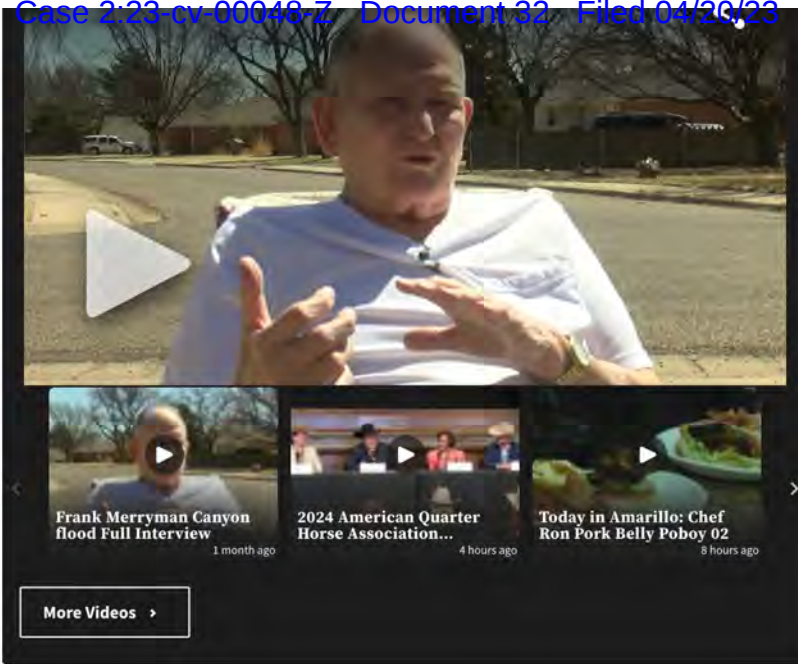 Case 2:23-cv-00048-Z Document 32 Filed 04/20/23
Frank Merryman Canyon
flood Full Interview
1 month ago
2024 American Quarter
Horse Association...
4 hours ago
Today in Amarillo: Chef
Ron Pork Belly Poboy 02
8 hours ago
More Videos ›